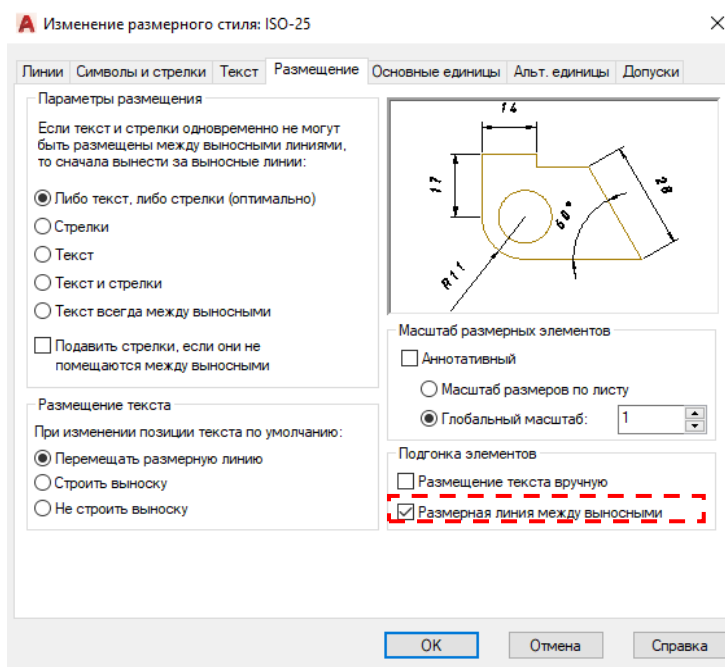 Изменение размерного стиля: ISO-25
Линии Символы и стрелки Текст Размещение Основные единицы Альт. единицы Допуски
Параметры размещения
Если текст и стрелки одновременно не могут
быть размещены между выносными линиями,
то сначала вынести за выносные линии:
Либо текст, либо стрелки (оптимально)
Стрелки
Текст
Текст и стрелки
Текст всегда между выносными
Подавить стрелки, если они не
помещаются между выносными
Размещение текста
При изменении позиции текста по умолчанию:
Перемещать размерную линию
Строить выноску
Не строить выноску
14
17
28
60°
R11
Масштаб размерных элементов
Аннотативный
Масштаб размеров по листу
Глобальный масштаб: 1
Подгонка элементов
Размещение текста вручную
Размерная линия между выносными
OK Отмена Справка